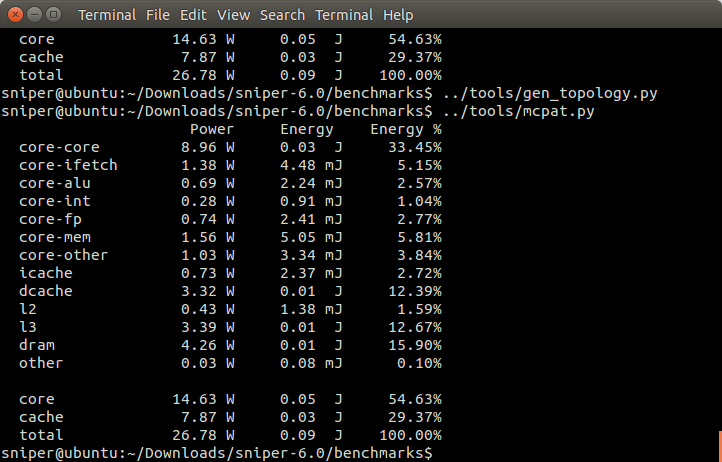 Terminal File Edit View Search Terminal Help
core 14.63 W 0.05 J 54.63%
cache 7.87 W 0.03 J 29.37%
total 26.78 W 0.09 J 100.00%
sniper@ubuntu:~/Downloads/sniper-6.0/benchmarks$ ../tools/gen_topology.py
sniper@ubuntu:~/Downloads/sniper-6.0/benchmarks$ ../tools/mcpat.py
Power Energy Energy %
core-core 8.96 W 0.03 J 33.45%
core-ifetch 1.38 W 4.48 mJ 5.15%
core-alu 0.69 W 2.24 mJ 2.57%
core-int 0.28 W 0.91 mJ 1.04%
core-fp 0.74 W 2.41 mJ 2.77%
core-mem 1.56 W 5.05 mJ 5.81%
core-other 1.03 W 3.34 mJ 3.84%
icache 0.73 W 2.37 mJ 2.72%
dcache 3.32 W 0.01 J 12.39%
l2 0.43 W 1.38 mJ 1.59%
l3 3.39 W 0.01 J 12.67%
dram 4.26 W 0.01 J 15.90%
other 0.03 W 0.08 mJ 0.10%
core 14.63 W 0.05 J 54.63%
cache 7.87 W 0.03 J 29.37%
total 26.78 W 0.09 J 100.00%
sniper@ubuntu:~/Downloads/sniper-6.0/benchmarks$